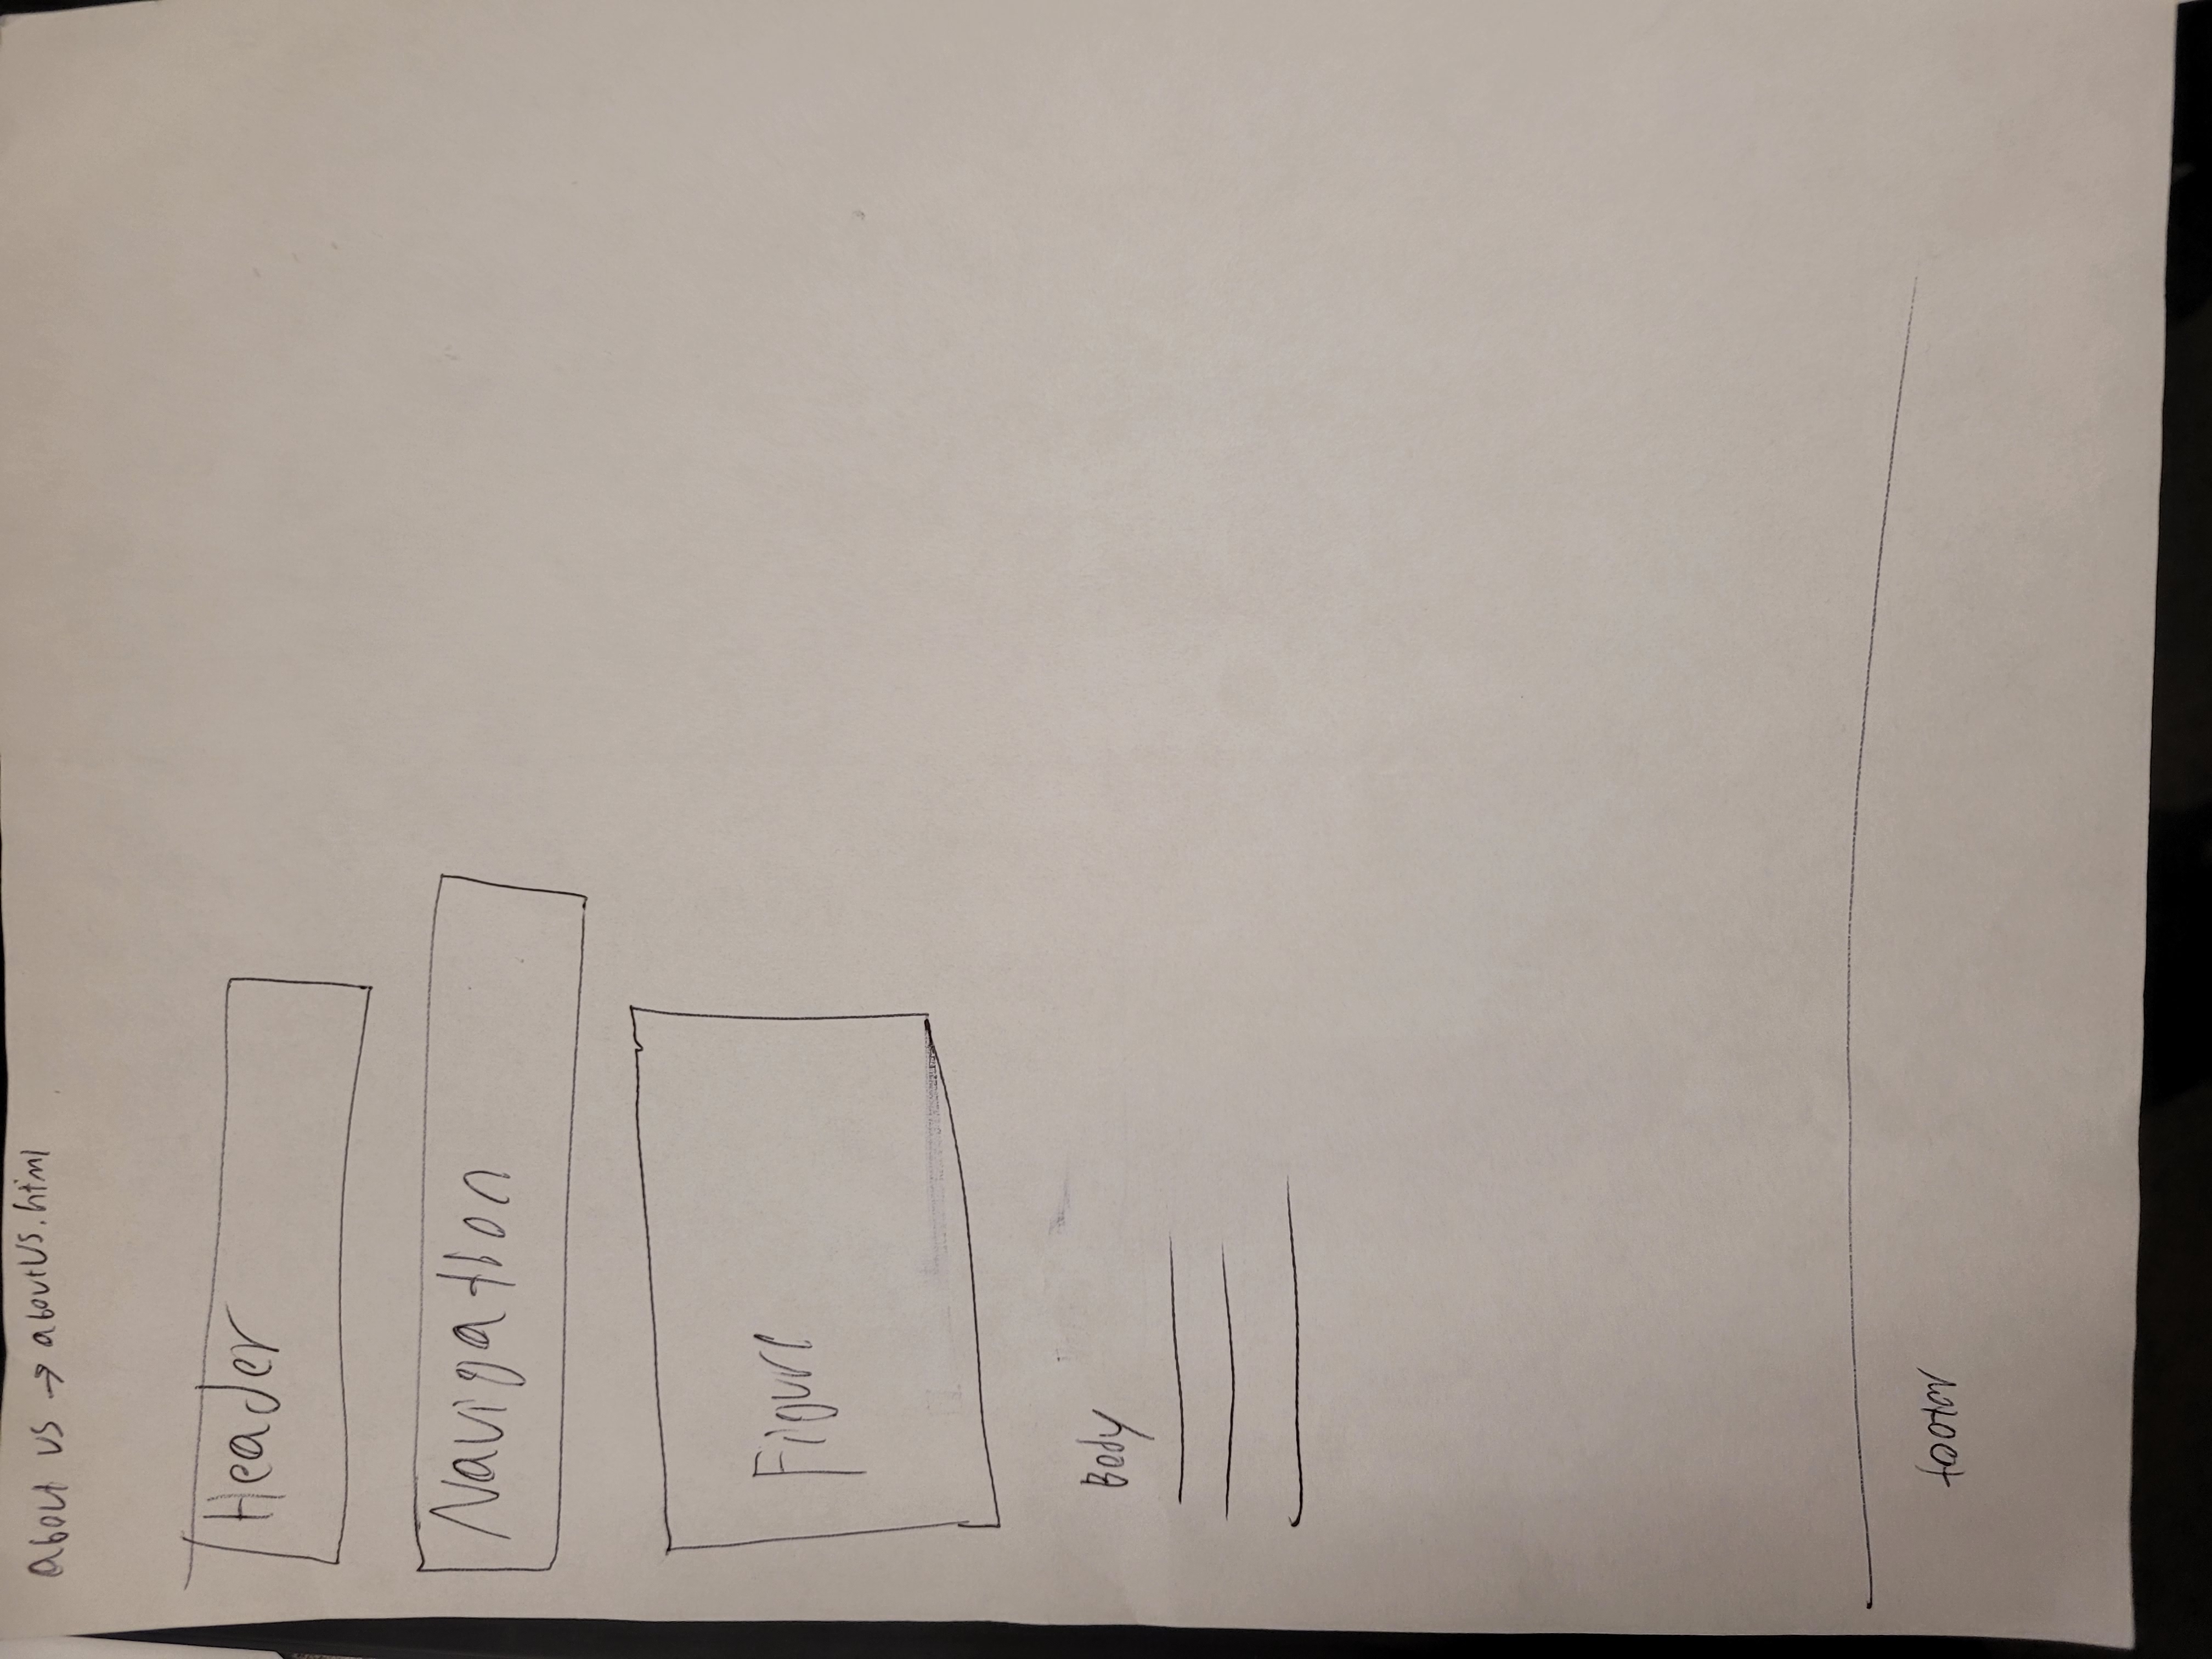 about us → aboutUs.html
Header
Navigation
Figure
Body
footer